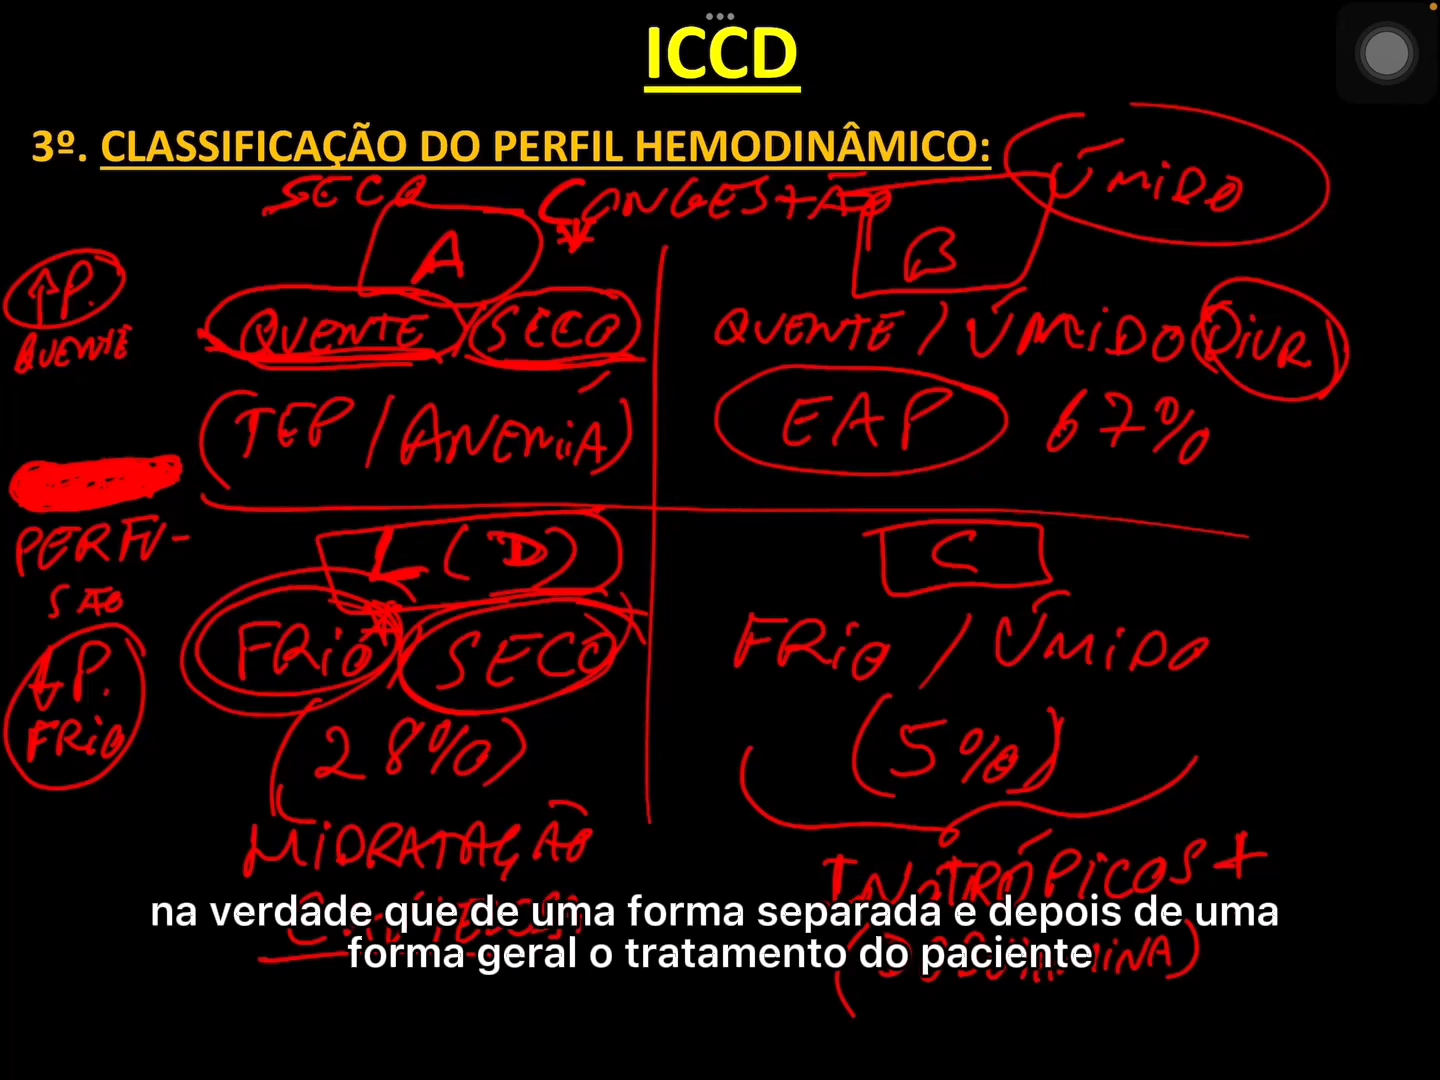 ICCD
3º. CLASSIFICAÇÃO DO PERFIL HEMODINÂMICO:
SECO CONGESTÃO ÚMIDO
A B
↑P.
QUENTE
QUENTE / SECO
QUENTE / ÚMIDO DIUR
(TEP / ANEMIA)
EAP 67%
PERFU-
SÃO
L (D)
C
↓P.
FRIO
FRIO / SECO
FRIO / ÚMIDO
(28%)
(5%)
HIDRATAÇÃO
INOTRÓPICOS +
na verdade que de uma forma separada e depois de uma
forma geral o tratamento do paciente